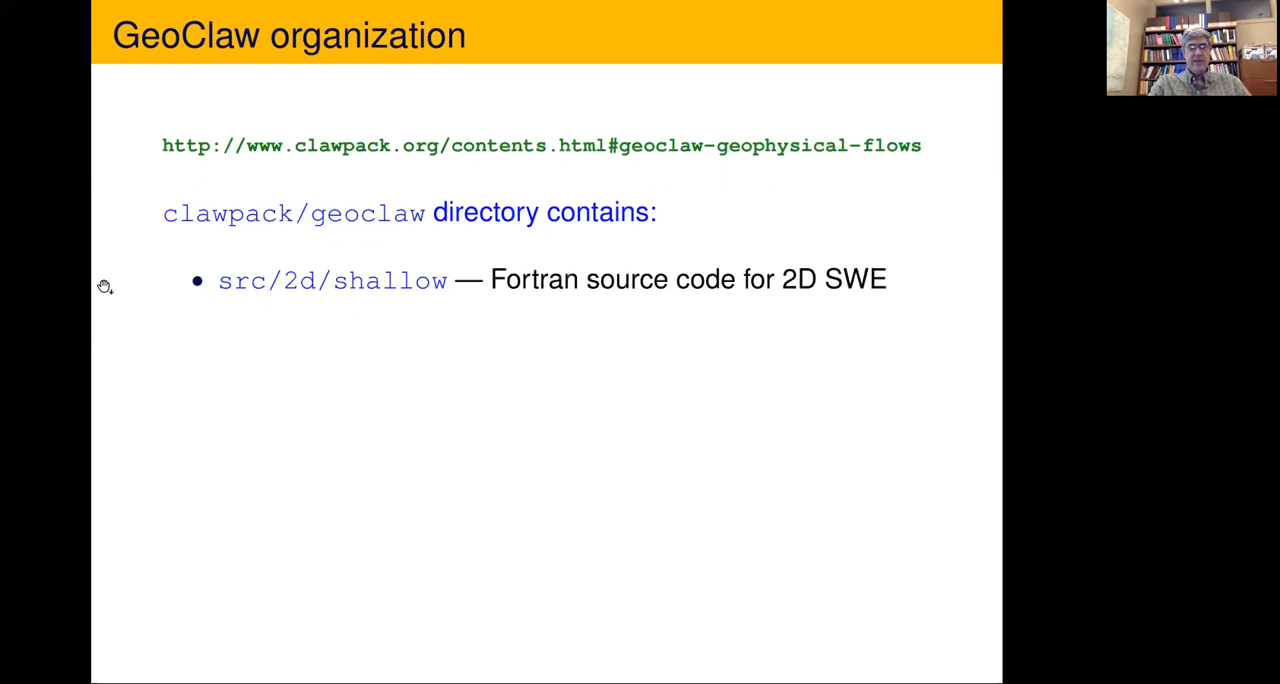 GeoClaw organization
http://www.clawpack.org/contents.html#geoclaw-geophysical-flows
clawpack/geoclaw directory contains:
• src/2d/shallow — Fortran source code for 2D SWE